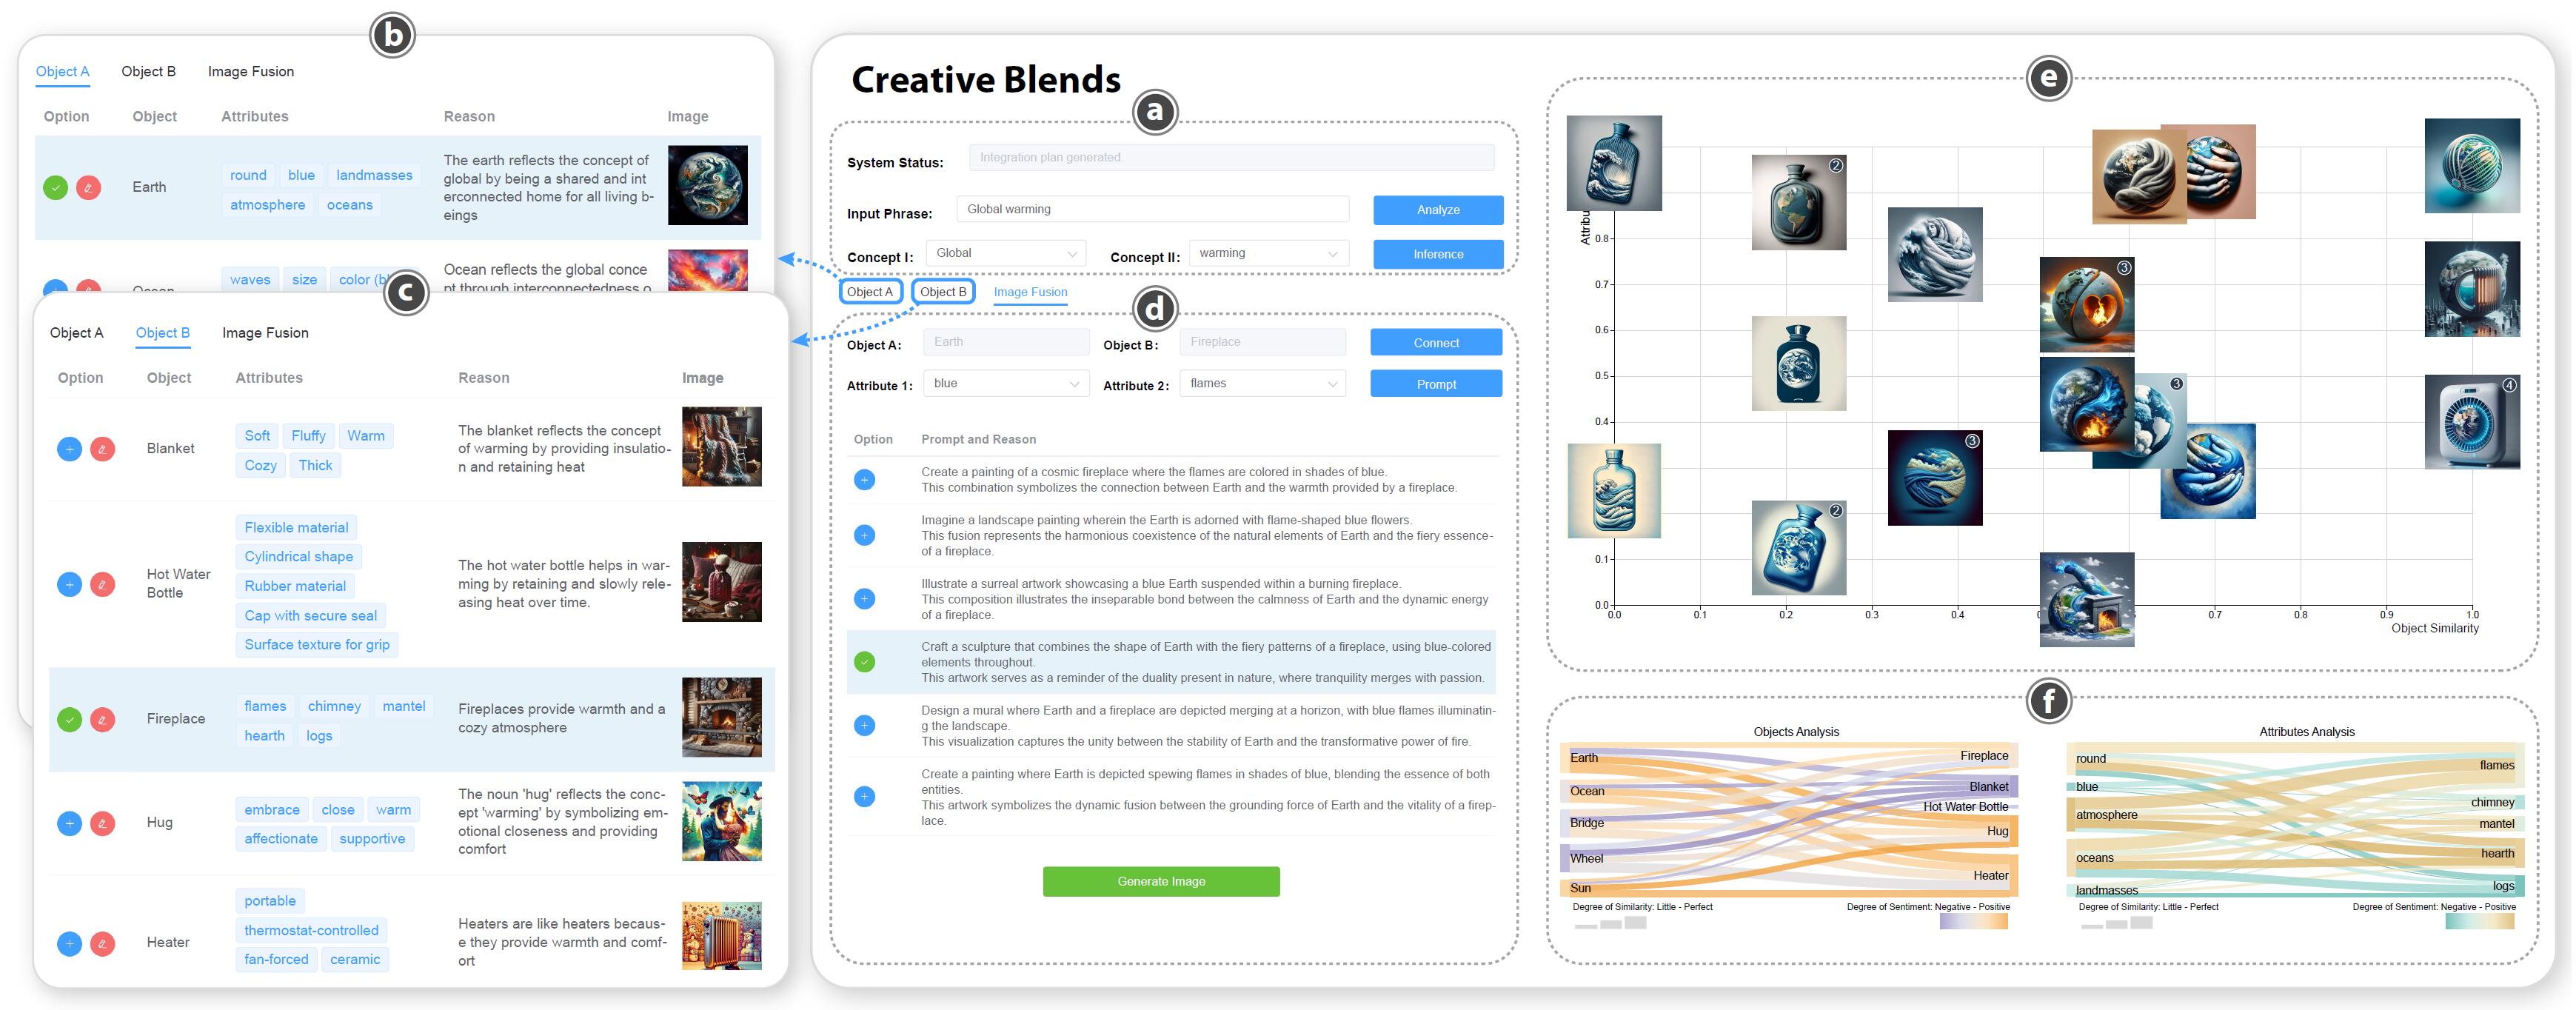 b
Object A
Object B
Image Fusion
Option
Object
Attributes
Reason
Image
Earth
round
blue
landmasses
atmosphere
oceans
The earth reflects the concept of
global by being a shared and int
erconnected home for all living b-
eings
waves
size
Ocean reflects the global conce
c
Object A
Object B
Image Fusion
Option
Object
Attributes
Reason
Image
Blanket
Soft
Fluffy
Warm
Cozy
Thick
The blanket reflects the concept
of warming by providing insulatio-
n and retaining heat
Hot Water
Bottle
Flexible material
Cylindrical shape
Rubber material
Cap with secure seal
Surface texture for grip
The hot water bottle helps in war-
ming by retaining and slowly rele-
asing heat over time.
Fireplace
flames
chimney
mantel
hearth
logs
Fireplaces provide warmth and a
cozy atmosphere
Hug
embrace
close
warm
affectionate
supportive
The noun 'hug' reflects the conc-
ept 'warming' by symbolizing em-
otional closeness and providing
comfort
Heater
portable
thermostat-controlled
fan-forced
ceramic
Heaters are like heaters becaus-
e they provide warmth and comf-
ort
Creative Blends
a
System Status:
Integration plan generated.
Input Phrase:
Global warming
Analyze
Concept I:
Global
Concept II:
warming
Inference
Object A
Object B
Image Fusion
d
Object A:
Earth
Object B:
Fireplace
Connect
Attribute 1:
blue
Attribute 2:
flames
Prompt
Option
Prompt and Reason
Create a painting of a cosmic fireplace where the flames are colored in shades of blue.
This combination symbolizes the connection between Earth and the warmth provided by a fireplace.
Imagine a landscape painting wherein the Earth is adorned with flame-shaped blue flowers.
This fusion represents the harmonious coexistence of the natural elements of Earth and the fiery essence-
of a fireplace.
Illustrate a surreal artwork showcasing a blue Earth suspended within a burning fireplace.
This composition illustrates the inseparable bond between the calmness of Earth and the dynamic energy
of a fireplace.
Craft a sculpture that combines the shape of Earth with the fiery patterns of a fireplace, using blue-colored
elements throughout.
This artwork serves as a reminder of the duality present in nature, where tranquility merges with passion.
Design a mural where Earth and a fireplace are depicted merging at a horizon, with blue flames illuminatin-
g the landscape.
This visualization captures the unity between the stability of Earth and the transformative power of fire.
Create a painting where Earth is depicted spewing flames in shades of blue, blending the essence of both
entities.
This artwork symbolizes the dynamic fusion between the grounding force of Earth and the vitality of a firep-
lace.
Generate Image
e
2
3
3
3
4
2
0.8
0.7
0.6
0.5
0.4
0.1
0.0
0.0
0.1
0.2
0.3
0.4
0.7
0.8
0.9
1.0
Object Similarity
f
Objects Analysis
Earth
Ocean
Bridge
Wheel
Sun
Fireplace
Blanket
Hot Water Bottle
Hug
Heater
Degree of Similarity: Little - Perfect
Degree of Sentiment: Negative - Positive
Attributes Analysis
round
blue
atmosphere
oceans
landmasses
flames
chimney
mantel
hearth
logs
Degree of Similarity: Little - Perfect
Degree of Sentiment: Negative - Positive